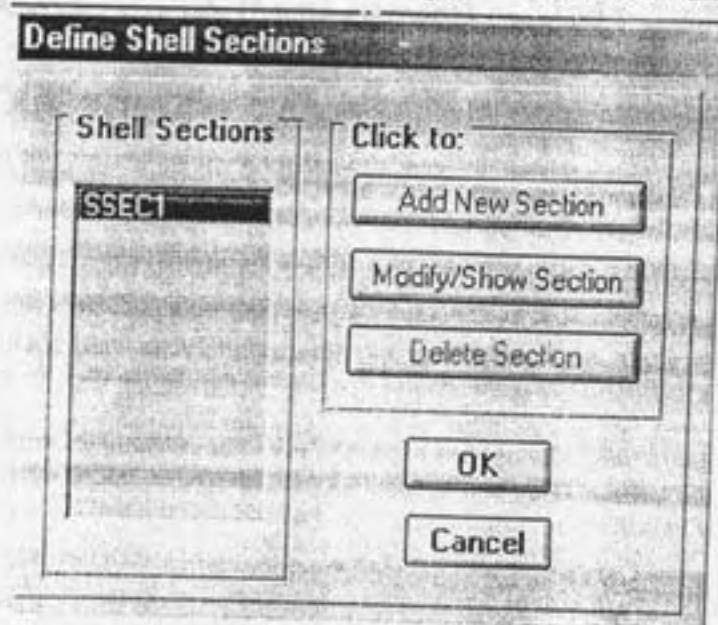 Define Shell Sections
Shell Sections
SSEC1
Click to:
Add New Section
Modify/Show Section
Delete Section
OK
Cancel